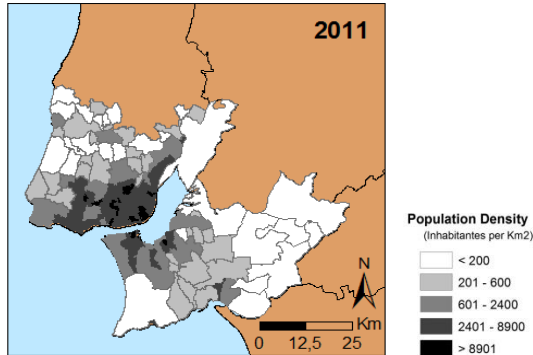 2011
N
Km
0 12,5 25
Population Density
(Inhabitantes per Km2)
< 200
201 - 600
601 - 2400
2401 - 8900
> 8901